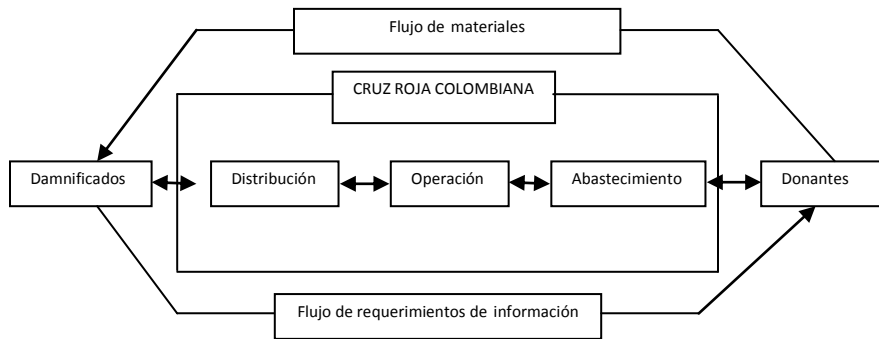 Flujo de materiales
CRUZ ROJA COLOMBIANA
Damnificados
Distribución
Operación
Abastecimiento
Donantes
Flujo de requerimientos de información